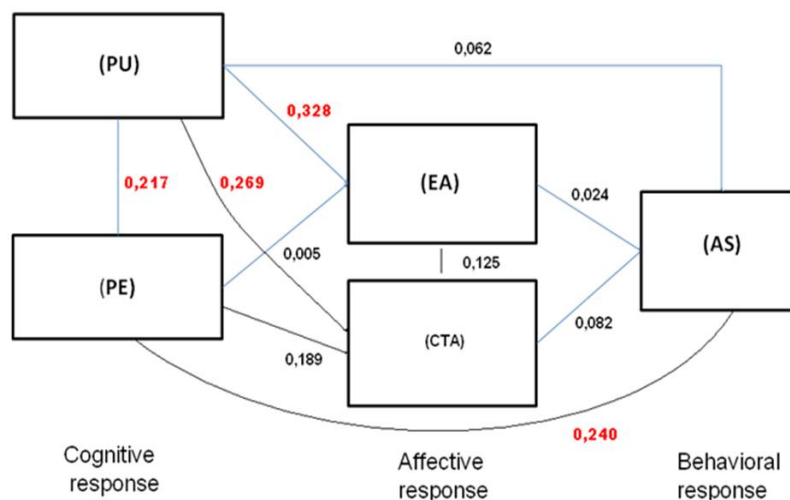 (PU)
0,062
0,328
(EA)
0,217
0,269
0,024
(AS)
(PE)
0,005
0,125
(CTA)
0,082
0,189
0,240
Cognitive
response
Affective
response
Behavioral
response